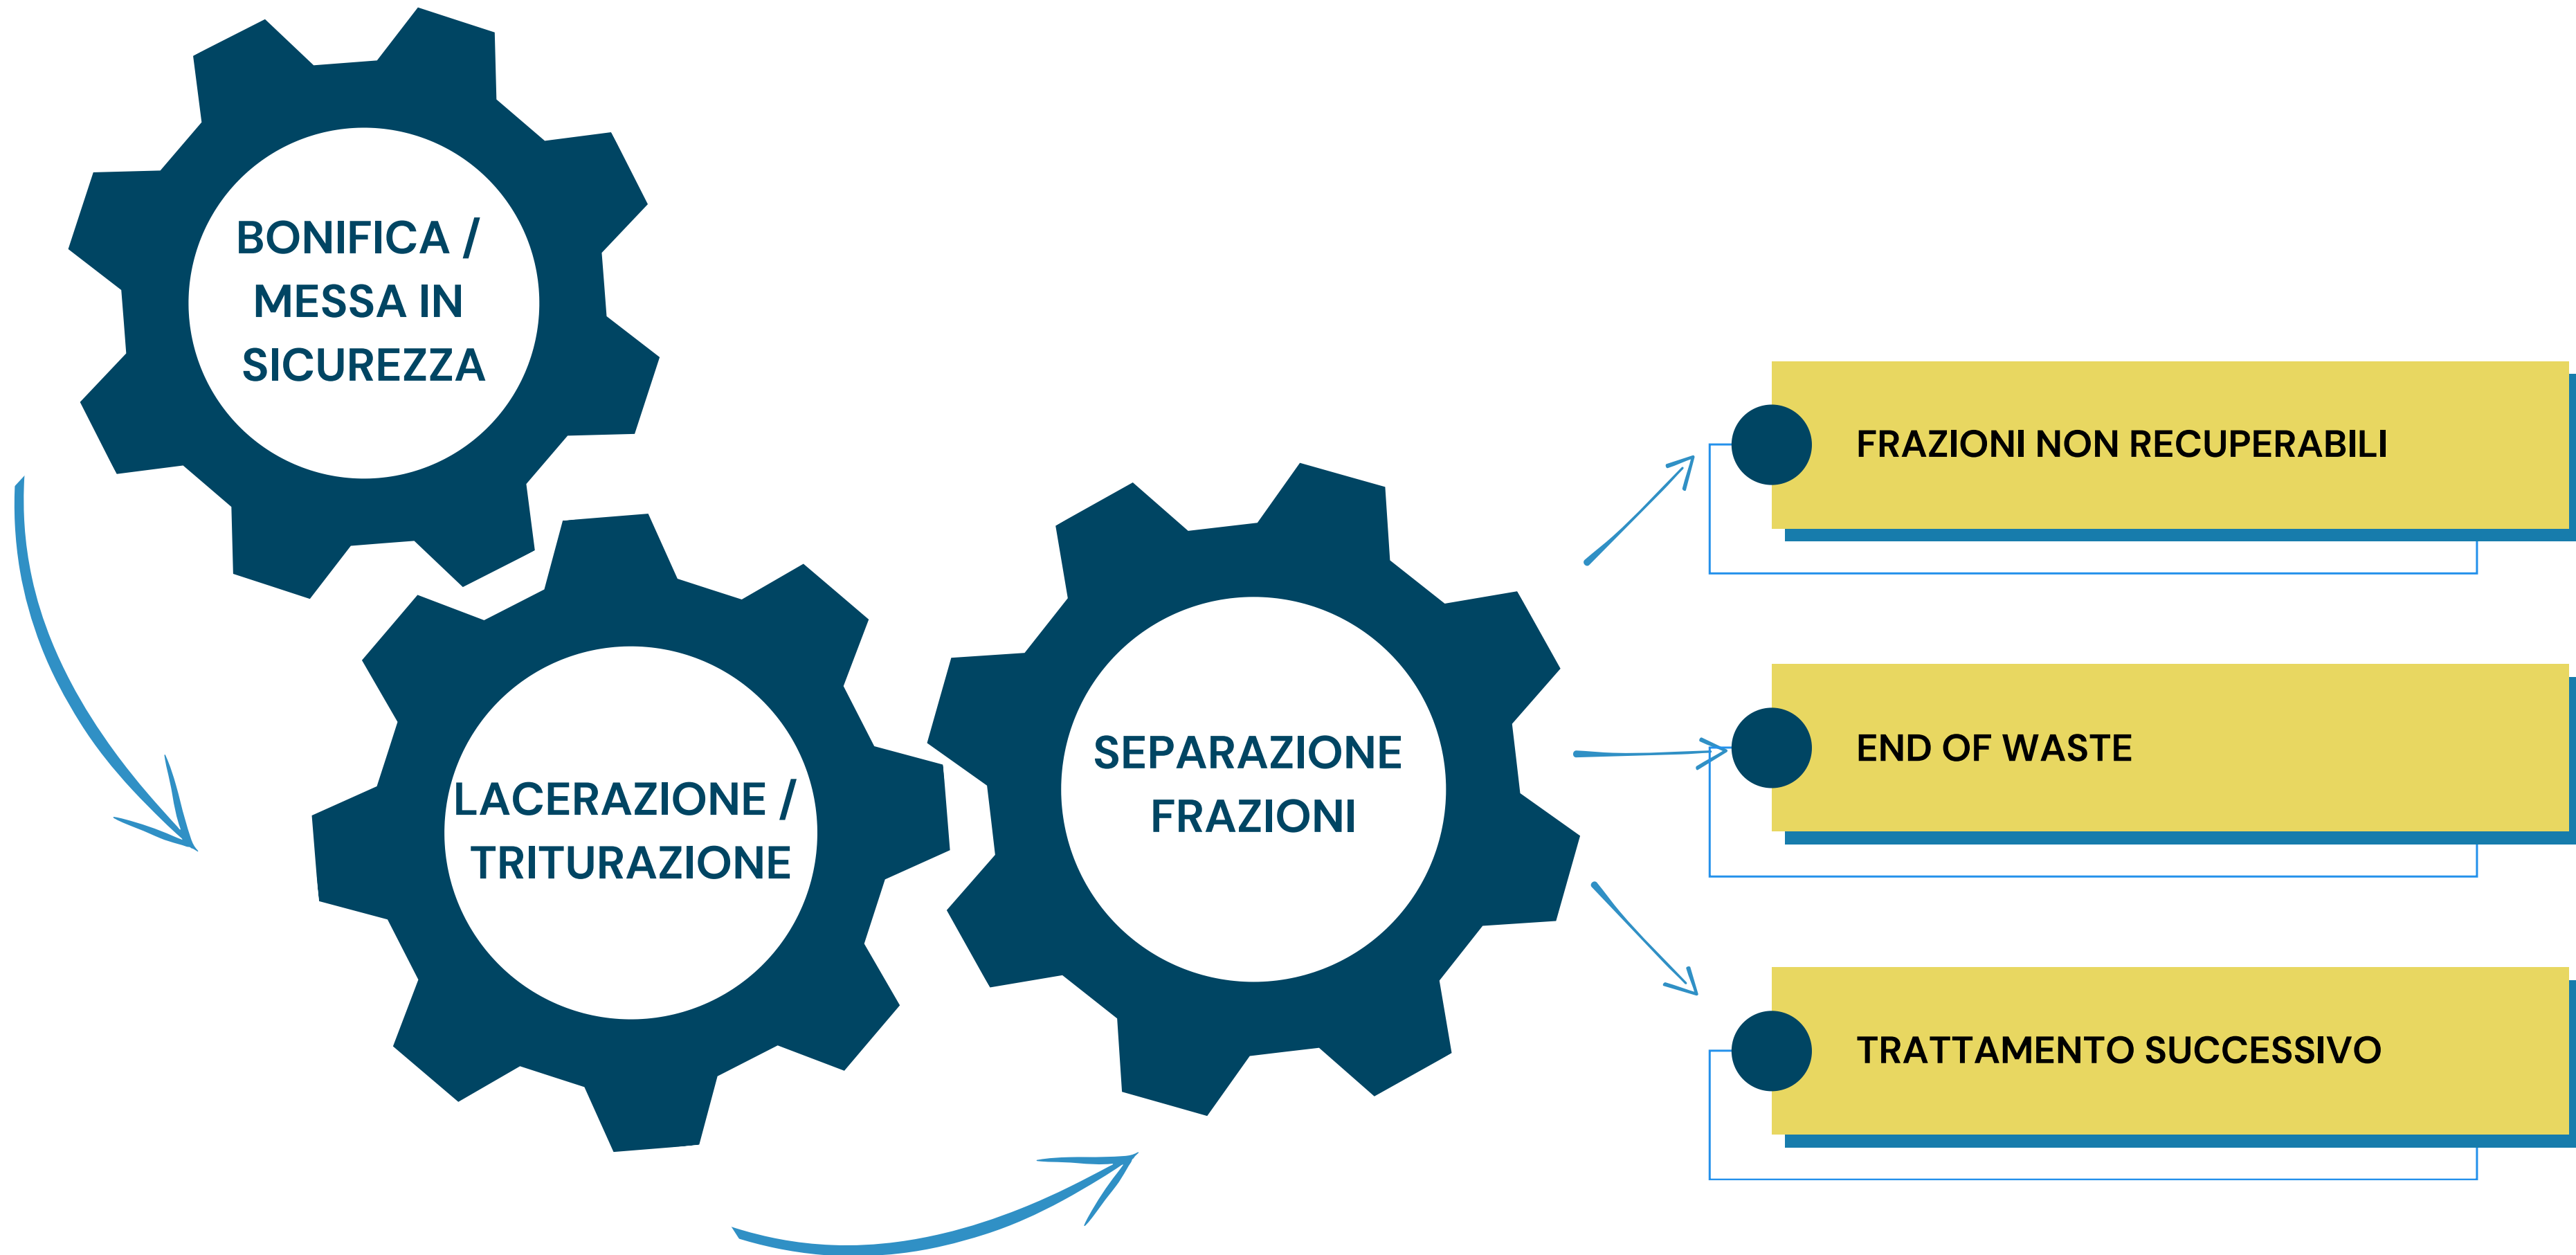 BONIFICA /
MESSA IN
SICUREZZA
LACERAZIONE /
TRITURAZIONE
SEPARAZIONE
FRAZIONI
FRAZIONI NON RECUPERABILI
END OF WASTE
TRATTAMENTO SUCCESSIVO